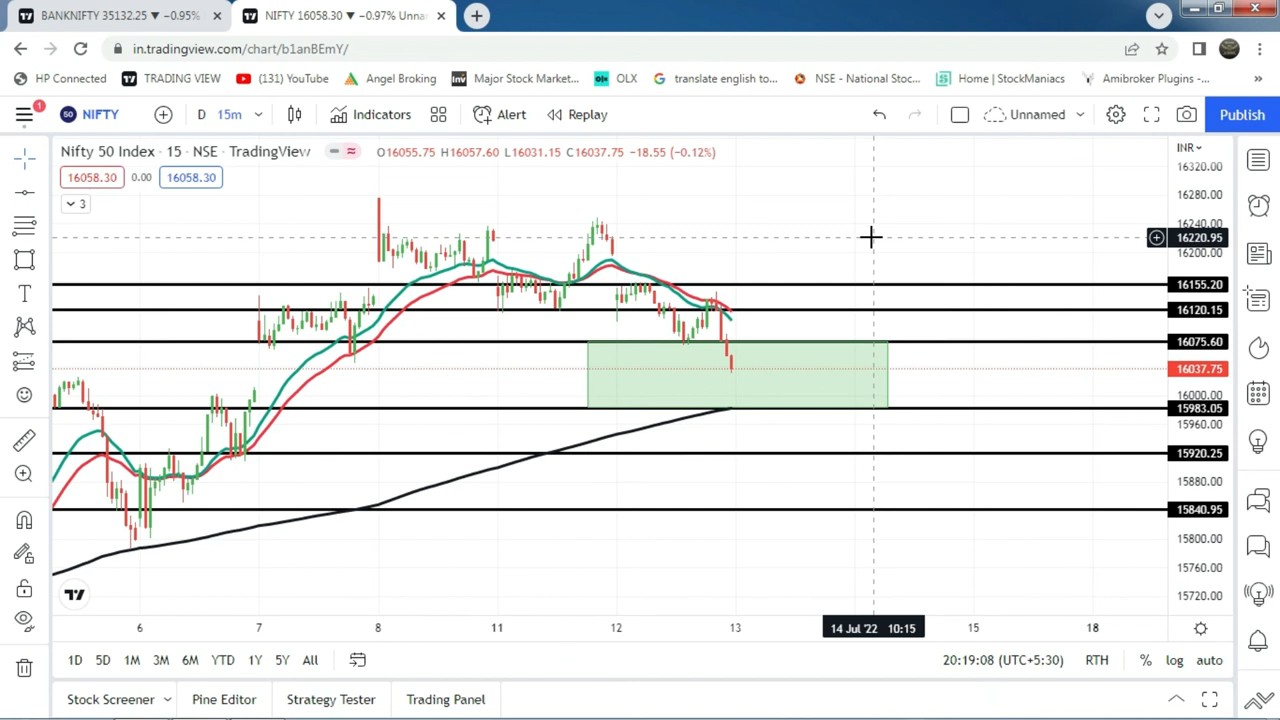 BANKNIFTY 35132.25 ▼ −0.95%
NIFTY 16058.30 ▼ −0.97% Unna
in.tradingview.com/chart/b1anBEmY/
HP Connected TRADING VIEW (131) YouTube Angel Broking Major Stock Market... OLX translate english to... NSE - National Stoc... Home | StockManiacs Amibroker Plugins -... »
1
50 NIFTY D 15m Indicators Alert Replay Unnamed Publish
Nifty 50 Index · 15 · NSE · TradingView O16055.75 H16057.60 L16031.15 C16037.75 −18.55 (−0.12%) INR
16058.30 0.00 16058.30
3
16320.00
16280.00
16240.00
16220.95
16200.00
16155.20
16120.15
16075.60
16037.75
16000.00
15983.05
15960.00
15920.25
15880.00
15840.95
15800.00
15760.00
15720.00
6 7 8 11 12 13 14 Jul '22 10:15 15 18
1D 5D 1M 3M 6M YTD 1Y 5Y All 20:19:08 (UTC+5:30) RTH % log auto
Stock Screener Pine Editor Strategy Tester Trading Panel